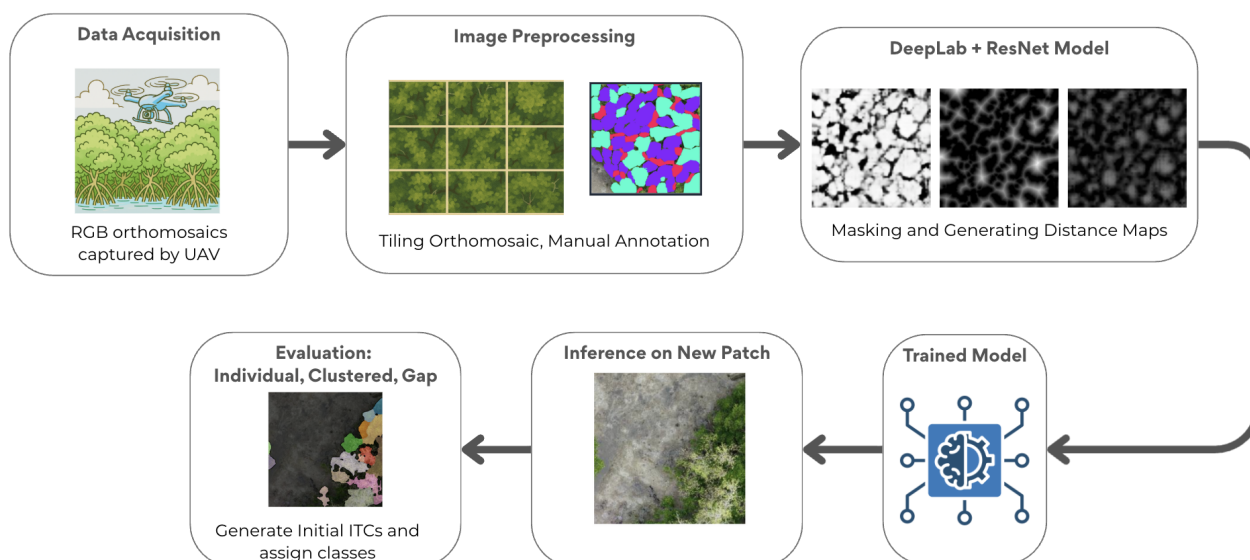 Data Acquisition
RGB orthomosaics
captured by UAV
Image Preprocessing
Tiling Orthomosaic, Manual Annotation
DeepLab + ResNet Model
Masking and Generating Distance Maps
Trained Model
Inference on New Patch
Evaluation:
Individual, Clustered, Gap
Generate Initial ITCs and
assign classes